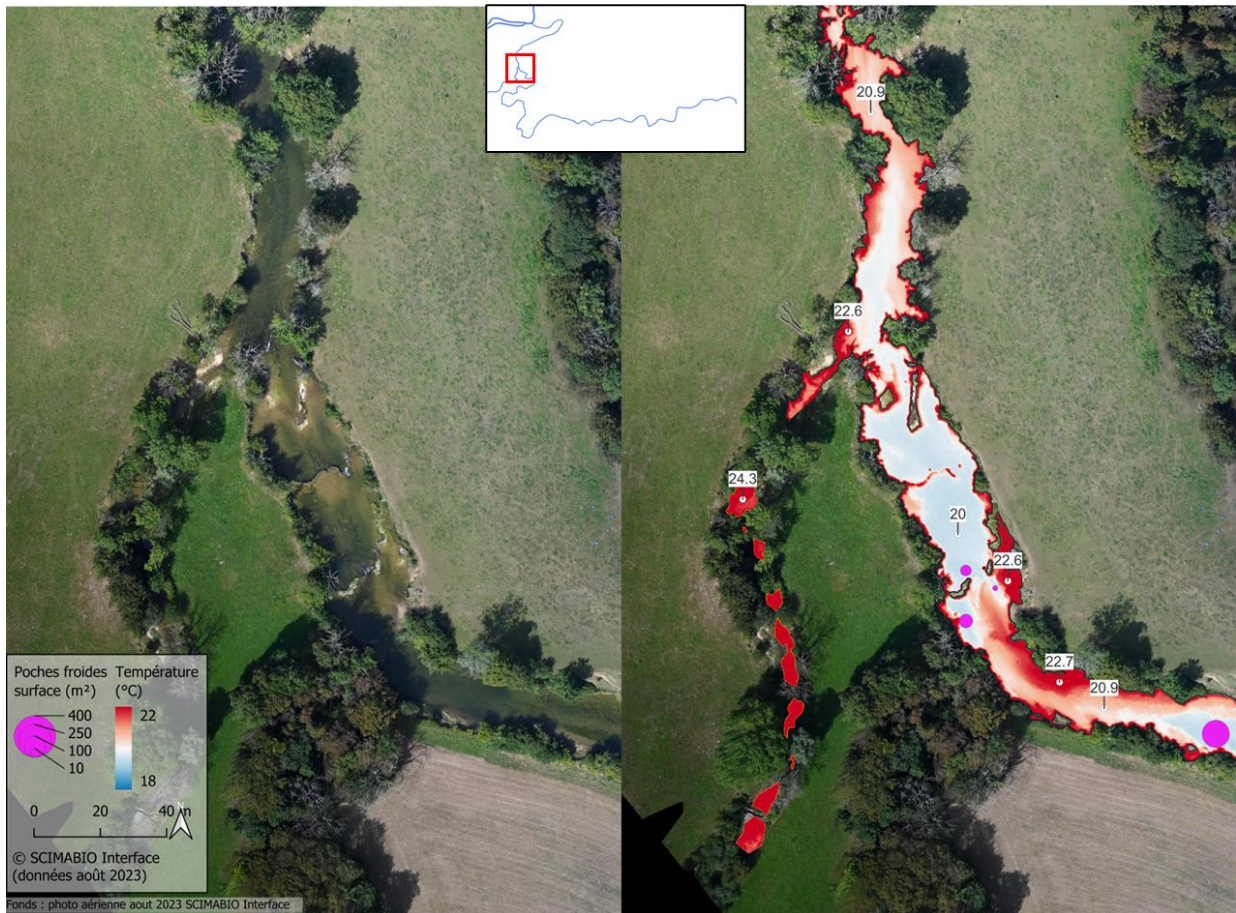 20.9
22.6
24.3
20
22.6
22.7
20.9
Poches froides
surface (m²)
400
250
100
10
Température
(°C)
22
18
0 20 40 m
© SCIMABIO Interface
(données août 2023)
Fonds : photo aérienne aout 2023 SCIMABIO Interface